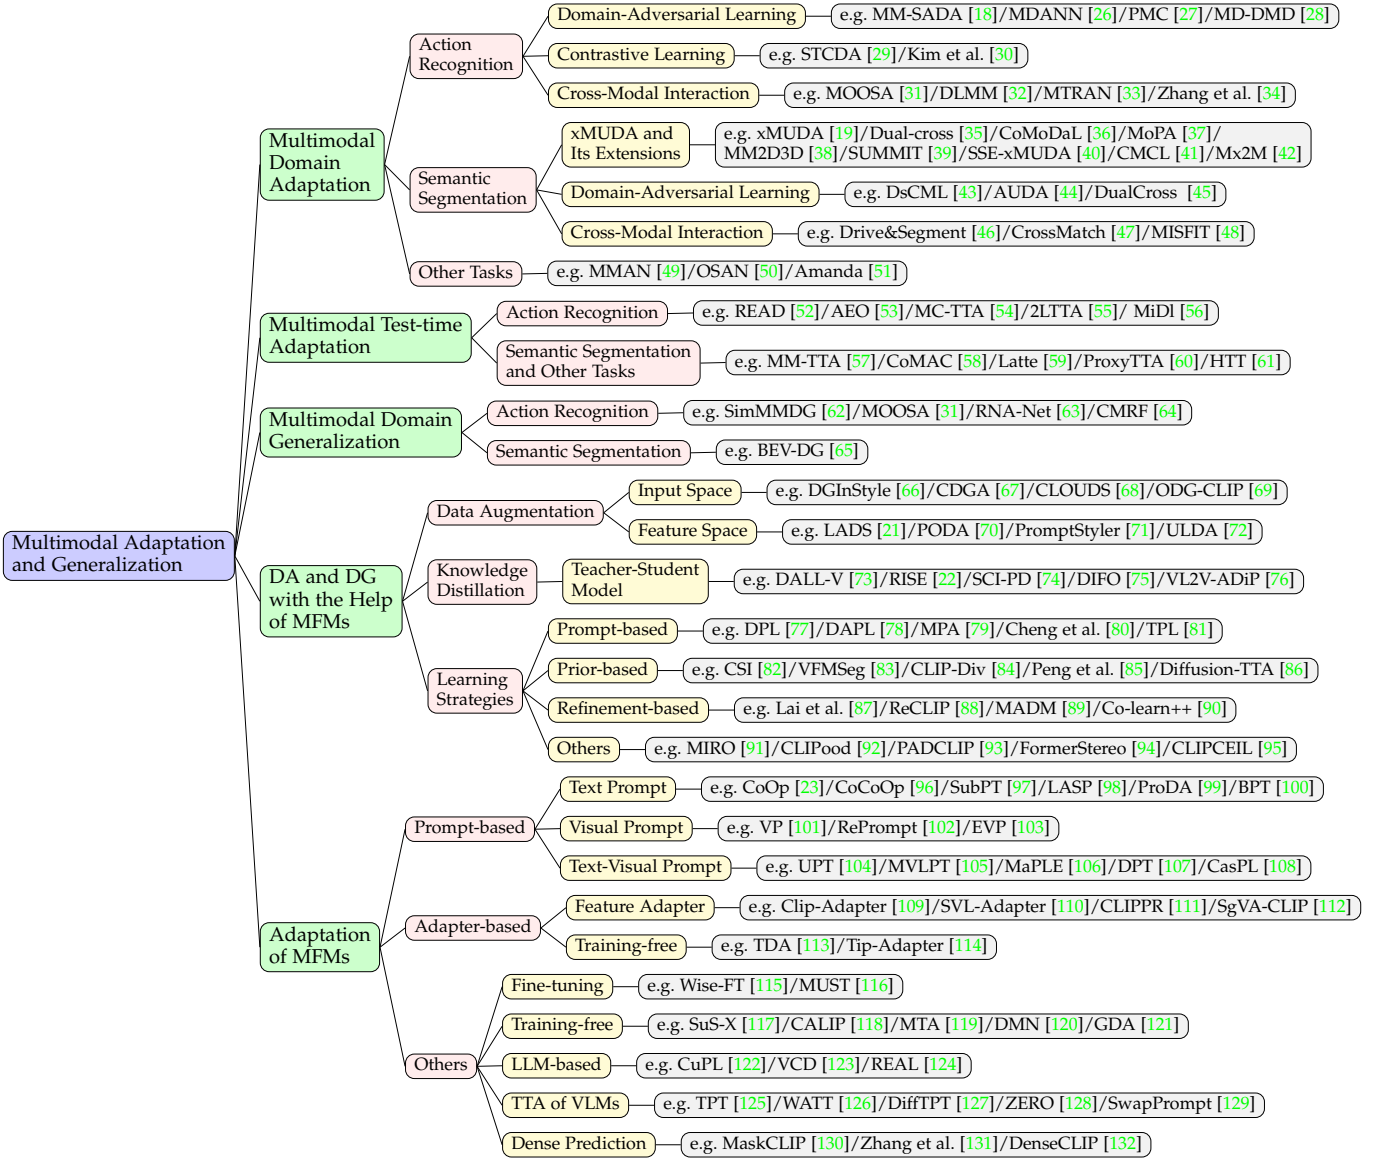 Domain-Adversarial Learning
e.g. MM-SADA [18]/MDANN [26]/PMC [27]/MD-DMD [28]
Action
Recognition
Contrastive Learning
e.g. STCDA [29]/Kim et al. [30]
Cross-Modal Interaction
e.g. MOOSA [31]/DLMM [32]/MTRAN [33]/Zhang et al. [34]
Multimodal
Domain
Adaptation
xMUDA and
Its Extensions
e.g. xMUDA [19]/Dual-cross [35]/CoMoDaL [36]/MoPA [37]/
MM2D3D [38]/SUMMIT [39]/SSE-xMUDA [40]/CMCL [41]/Mx2M [42]
Semantic
Segmentation
Domain-Adversarial Learning
e.g. DsCML [43]/AUDA [44]/DualCross [45]
Cross-Modal Interaction
e.g. Drive&Segment [46]/CrossMatch [47]/MISFIT [48]
Other Tasks
e.g. MMAN [49]/OSAN [50]/Amanda [51]
Multimodal Test-time
Adaptation
Action Recognition
e.g. READ [52]/AEO [53]/MC-TTA [54]/2LTTA [55]/ MiDl [56]
Semantic Segmentation
and Other Tasks
e.g. MM-TTA [57]/CoMAC [58]/Latte [59]/ProxyTTA [60]/HTT [61]
Multimodal Domain
Generalization
Action Recognition
e.g. SimMMDG [62]/MOOSA [31]/RNA-Net [63]/CMRF [64]
Semantic Segmentation
e.g. BEV-DG [65]
Multimodal Adaptation
and Generalization
DA and DG
with the Help
of MFMs
Data Augmentation
Input Space
e.g. DGInStyle [66]/CDGA [67]/CLOUDS [68]/ODG-CLIP [69]
Feature Space
e.g. LADS [21]/PODA [70]/PromptStyler [71]/ULDA [72]
Knowledge
Distillation
Teacher-Student
Model
e.g. DALL-V [73]/RISE [22]/SCI-PD [74]/DIFO [75]/VL2V-ADiP [76]
Learning
Strategies
Prompt-based
e.g. DPL [77]/DAPL [78]/MPA [79]/Cheng et al. [80]/TPL [81]
Prior-based
e.g. CSI [82]/VFMSeg [83]/CLIP-Div [84]/Peng et al. [85]/Diffusion-TTA [86]
Refinement-based
e.g. Lai et al. [87]/ReCLIP [88]/MADM [89]/Co-learn++ [90]
Others
e.g. MIRO [91]/CLIPood [92]/PADCLIP [93]/FormerStereo [94]/CLIPCEIL [95]
Adaptation
of MFMs
Prompt-based
Text Prompt
e.g. CoOp [23]/CoCoOp [96]/SubPT [97]/LASP [98]/ProDA [99]/BPT [100]
Visual Prompt
e.g. VP [101]/RePrompt [102]/EVP [103]
Text-Visual Prompt
e.g. UPT [104]/MVLPT [105]/MaPLE [106]/DPT [107]/CasPL [108]
Adapter-based
Feature Adapter
e.g. Clip-Adapter [109]/SVL-Adapter [110]/CLIPPR [111]/SgVA-CLIP [112]
Training-free
e.g. TDA [113]/Tip-Adapter [114]
Others
Fine-tuning
e.g. Wise-FT [115]/MUST [116]
Training-free
e.g. SuS-X [117]/CALIP [118]/MTA [119]/DMN [120]/GDA [121]
LLM-based
e.g. CuPL [122]/VCD [123]/REAL [124]
TTA of VLMs
e.g. TPT [125]/WATT [126]/DiffTPT [127]/ZERO [128]/SwapPrompt [129]
Dense Prediction
e.g. MaskCLIP [130]/Zhang et al. [131]/DenseCLIP [132]